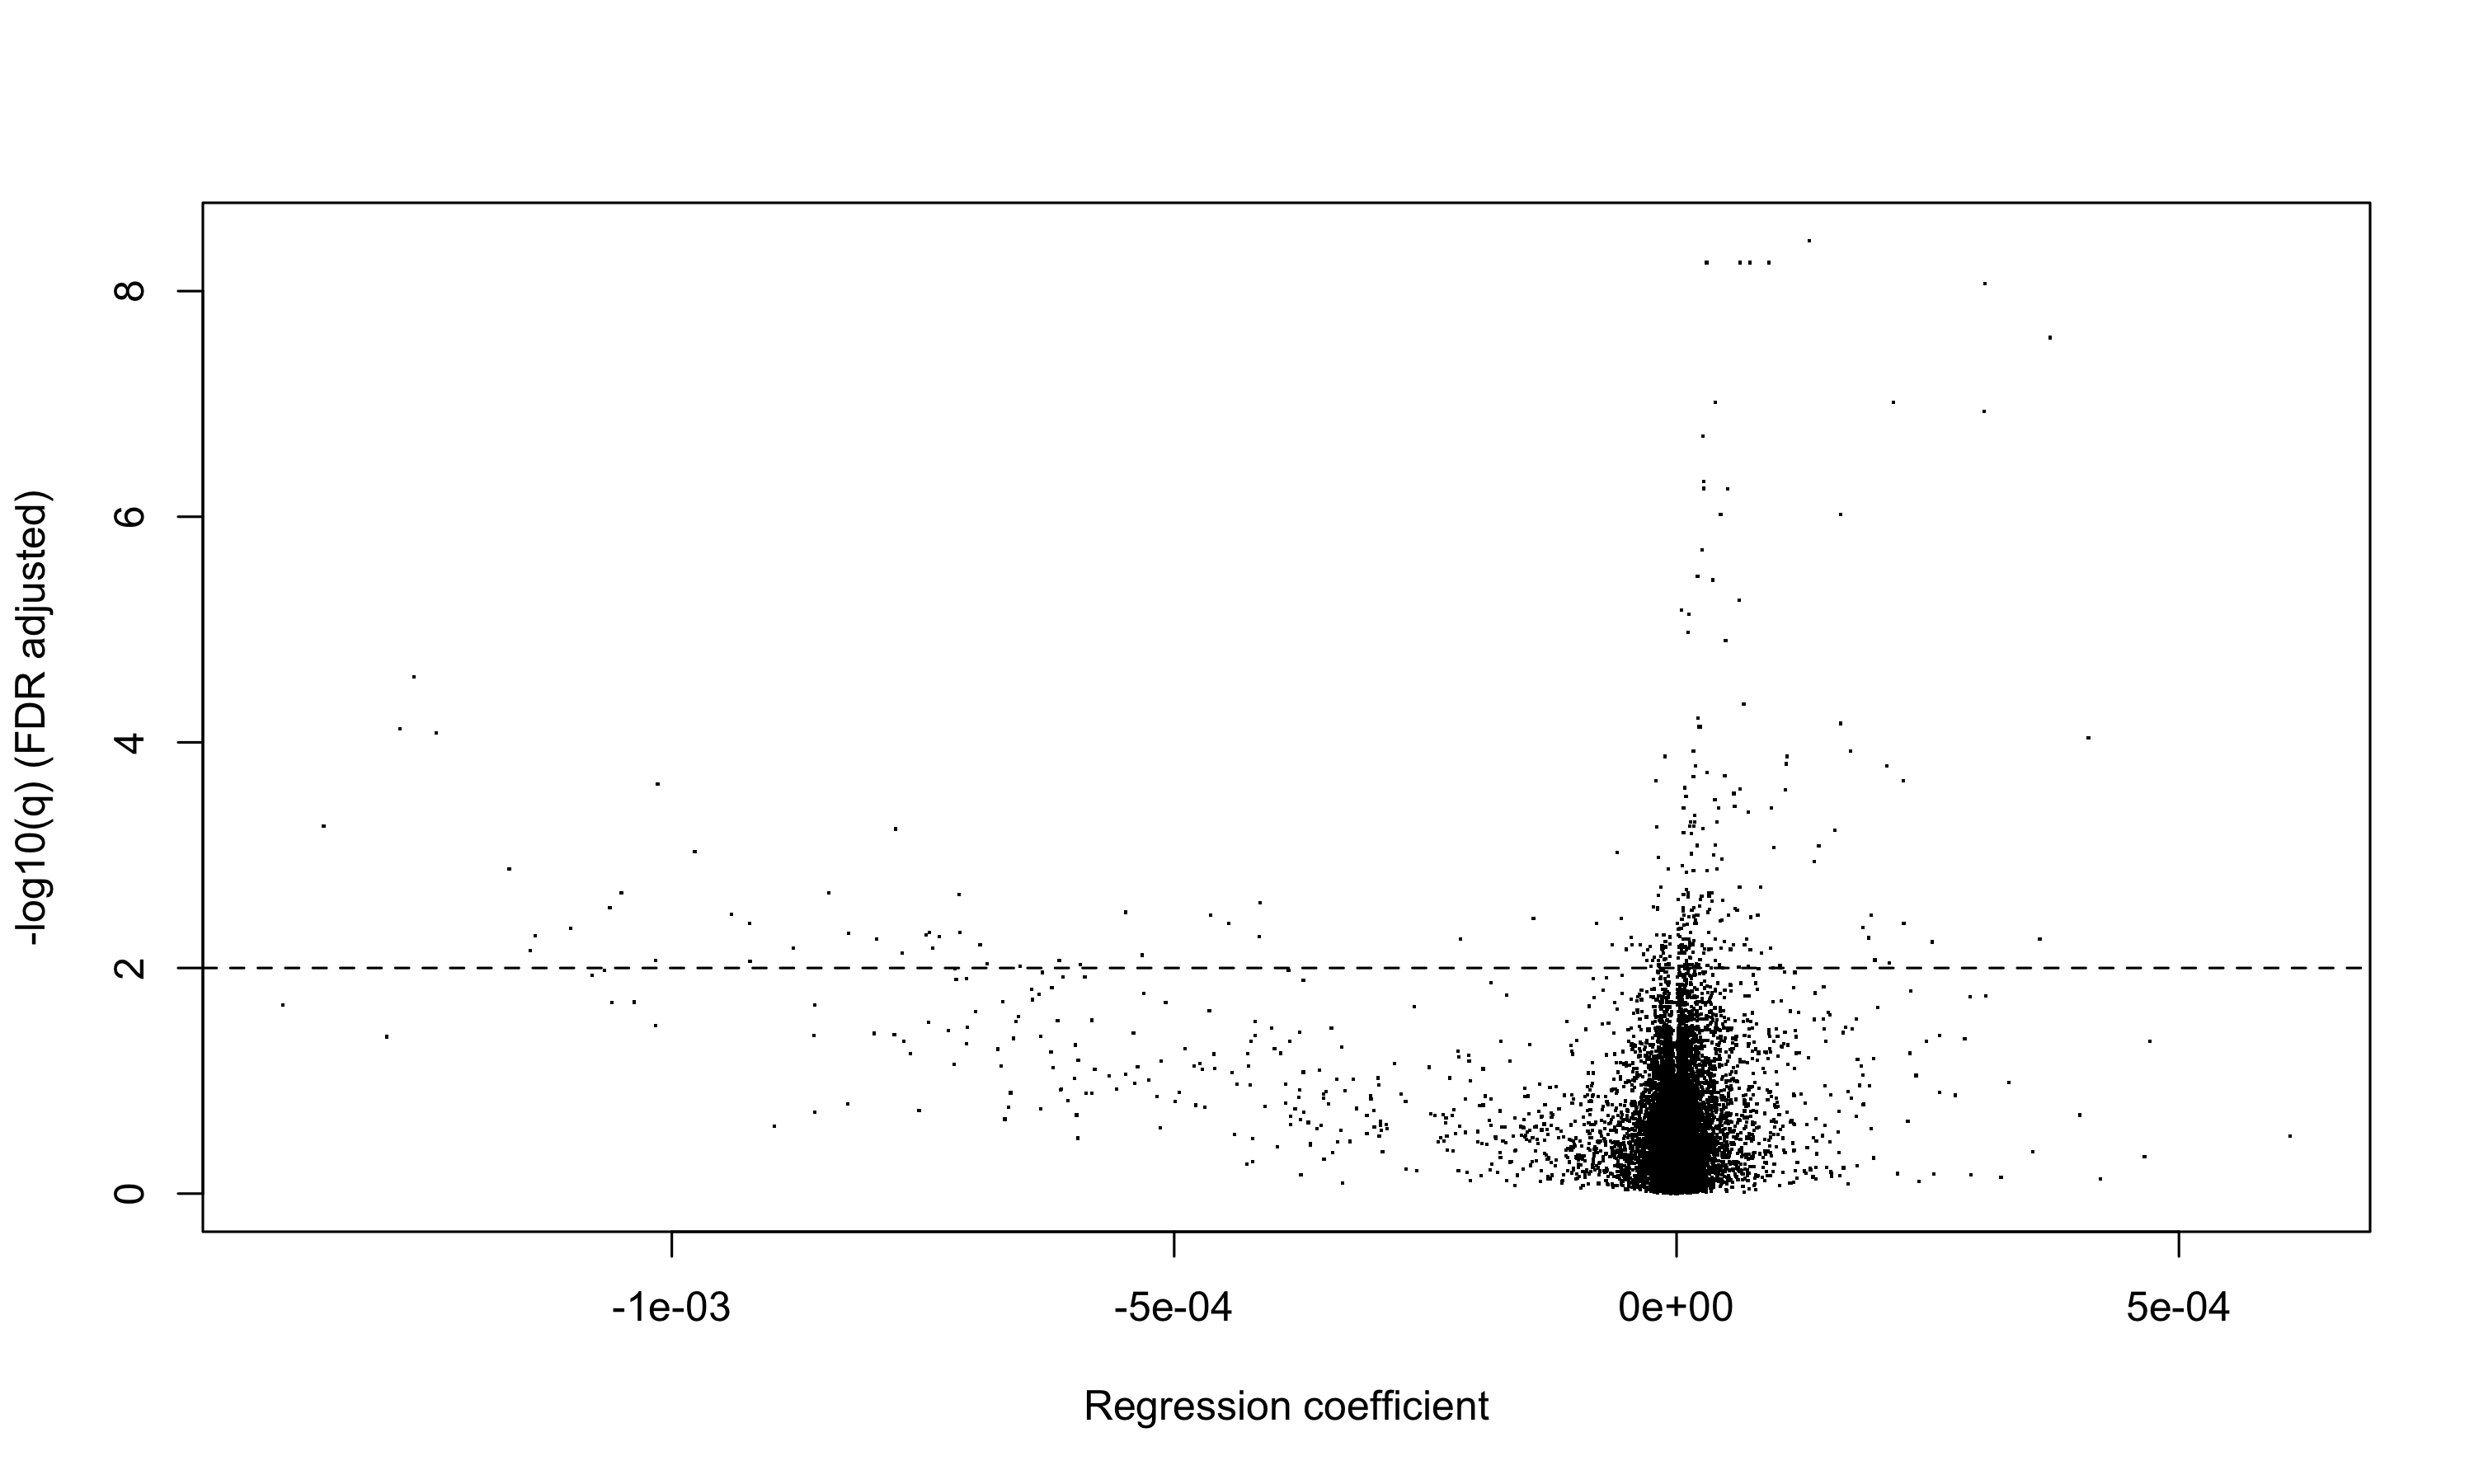 8
6
4
2
0
-log10(q) (FDR adjusted)
-1e-03 -5e-04 0e+00 5e-04
Regression coefficient